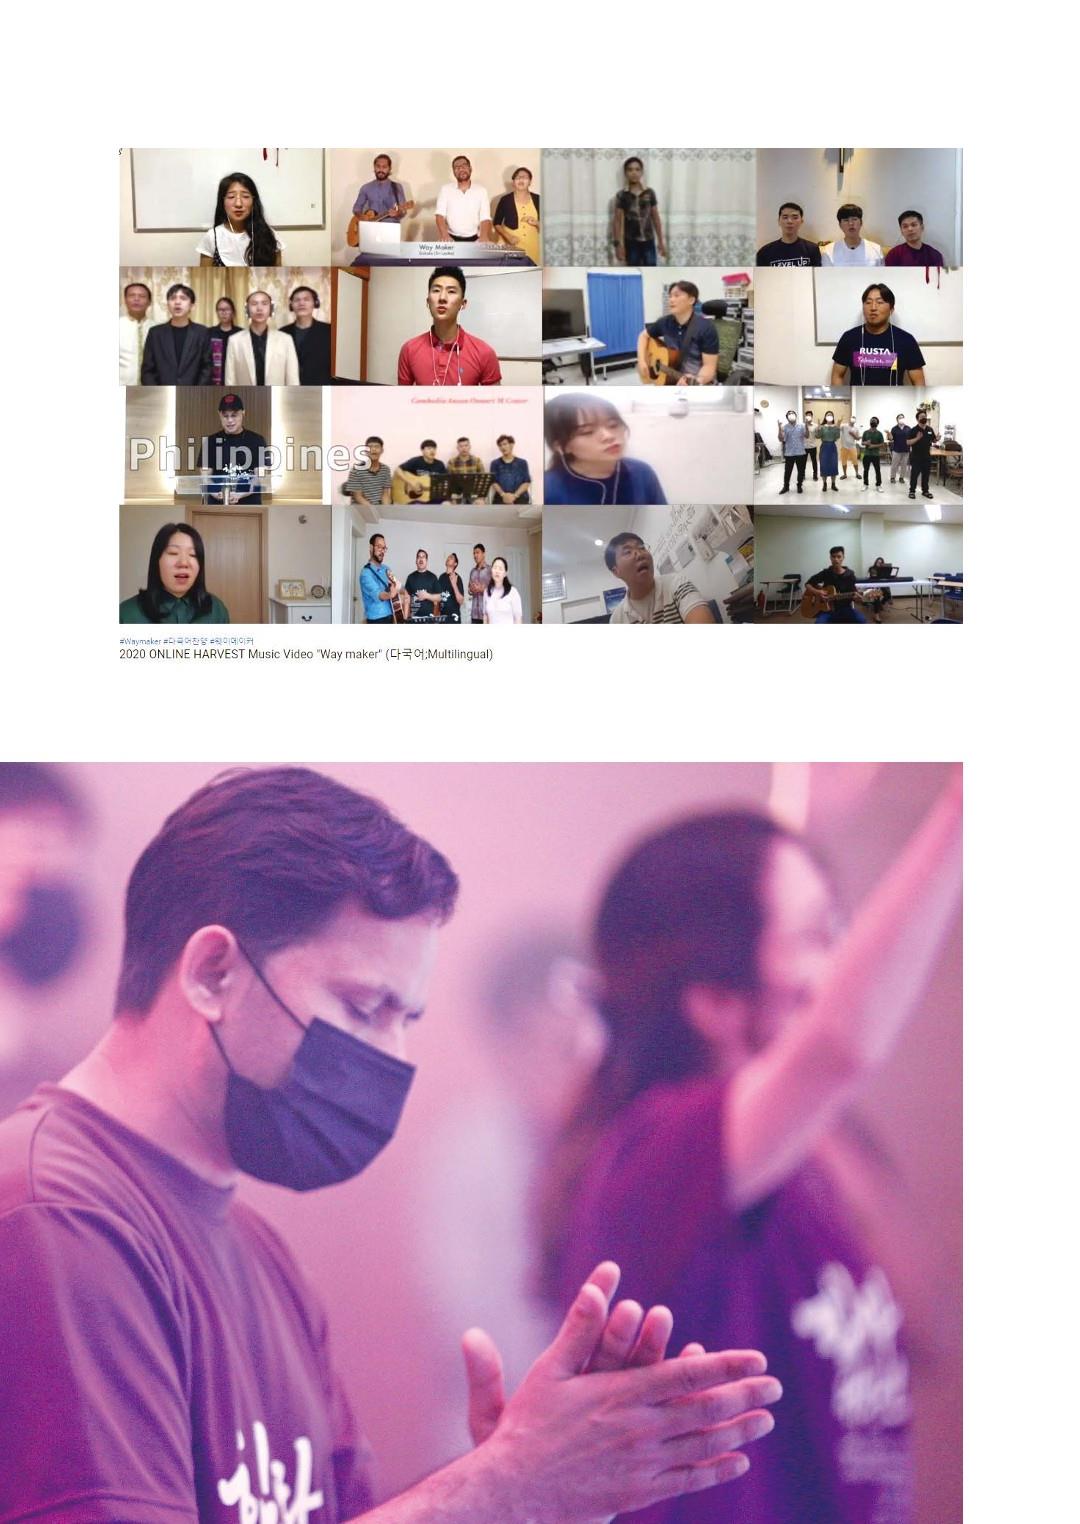 Way Maker
Sinhala (Sri Lanka)
LEVEL UP
RUSTA
Philippines
Cambodia Ansan Onnuri M Center
#Waymaker #다국어찬양 #웨이메이커
2020 ONLINE HARVEST Music Video "Way maker" (다국어;Multilingual)